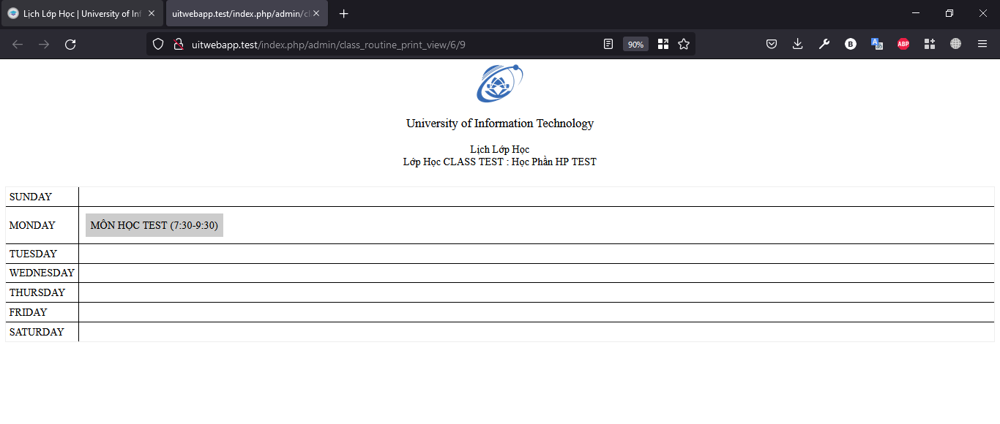 Lịch Lớp Học | University of Inf
uitwebapp.test/index.php/admin/cl
uitwebapp.test/index.php/admin/class_routine_print_view/6/9
90%
B
A
ABP
University of Information Technology
Lịch Lớp Học
Lớp Học CLASS TEST : Học Phần HP TEST
SUNDAY
MONDAY MÔN HỌC TEST (7:30-9:30)
TUESDAY
WEDNESDAY
THURSDAY
FRIDAY
SATURDAY